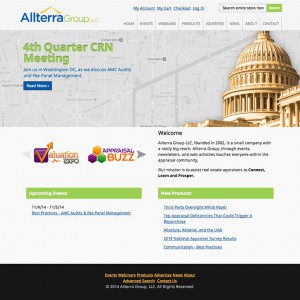 Allterra Group, LLC
My Account My Cart Checkout Log In
Search entire store here
HOME EVENTS WEBINARS PRODUCTS NEWS ABOUT CONTACT
4th Quarter CRN
Meeting
Join us in Washington DC, as we discuss AMC Audits
and Fee Panel Management
Read More ›
Valuation
EXPO
APPRAISAL
BUZZ
Welcome
Allterra Group LLC, founded in 2002, is a small company with
a really big reach. Allterra Group, through events,
newsletters, and web activities touches everyone within the
appraisal community.
Our mission is to assist real estate appraisers to Connect,
Learn and Prosper.
Upcoming Events
11/4/14 - 11/5/14
Best Practices - AMC Audits & Fee Panel Management
New Products
Third Party Oversight White Paper
Top Appraisal Deficiencies That Could Trigger A
Repurchase
Absolute, Relative, and the UAD
2014 National Appraiser Survey Results
Communication - Best Practices
Events Webinars Products Advertise News About
Advanced Search Contact Us
© 2014 Allterra Group, LLC. All Rights Reserved.